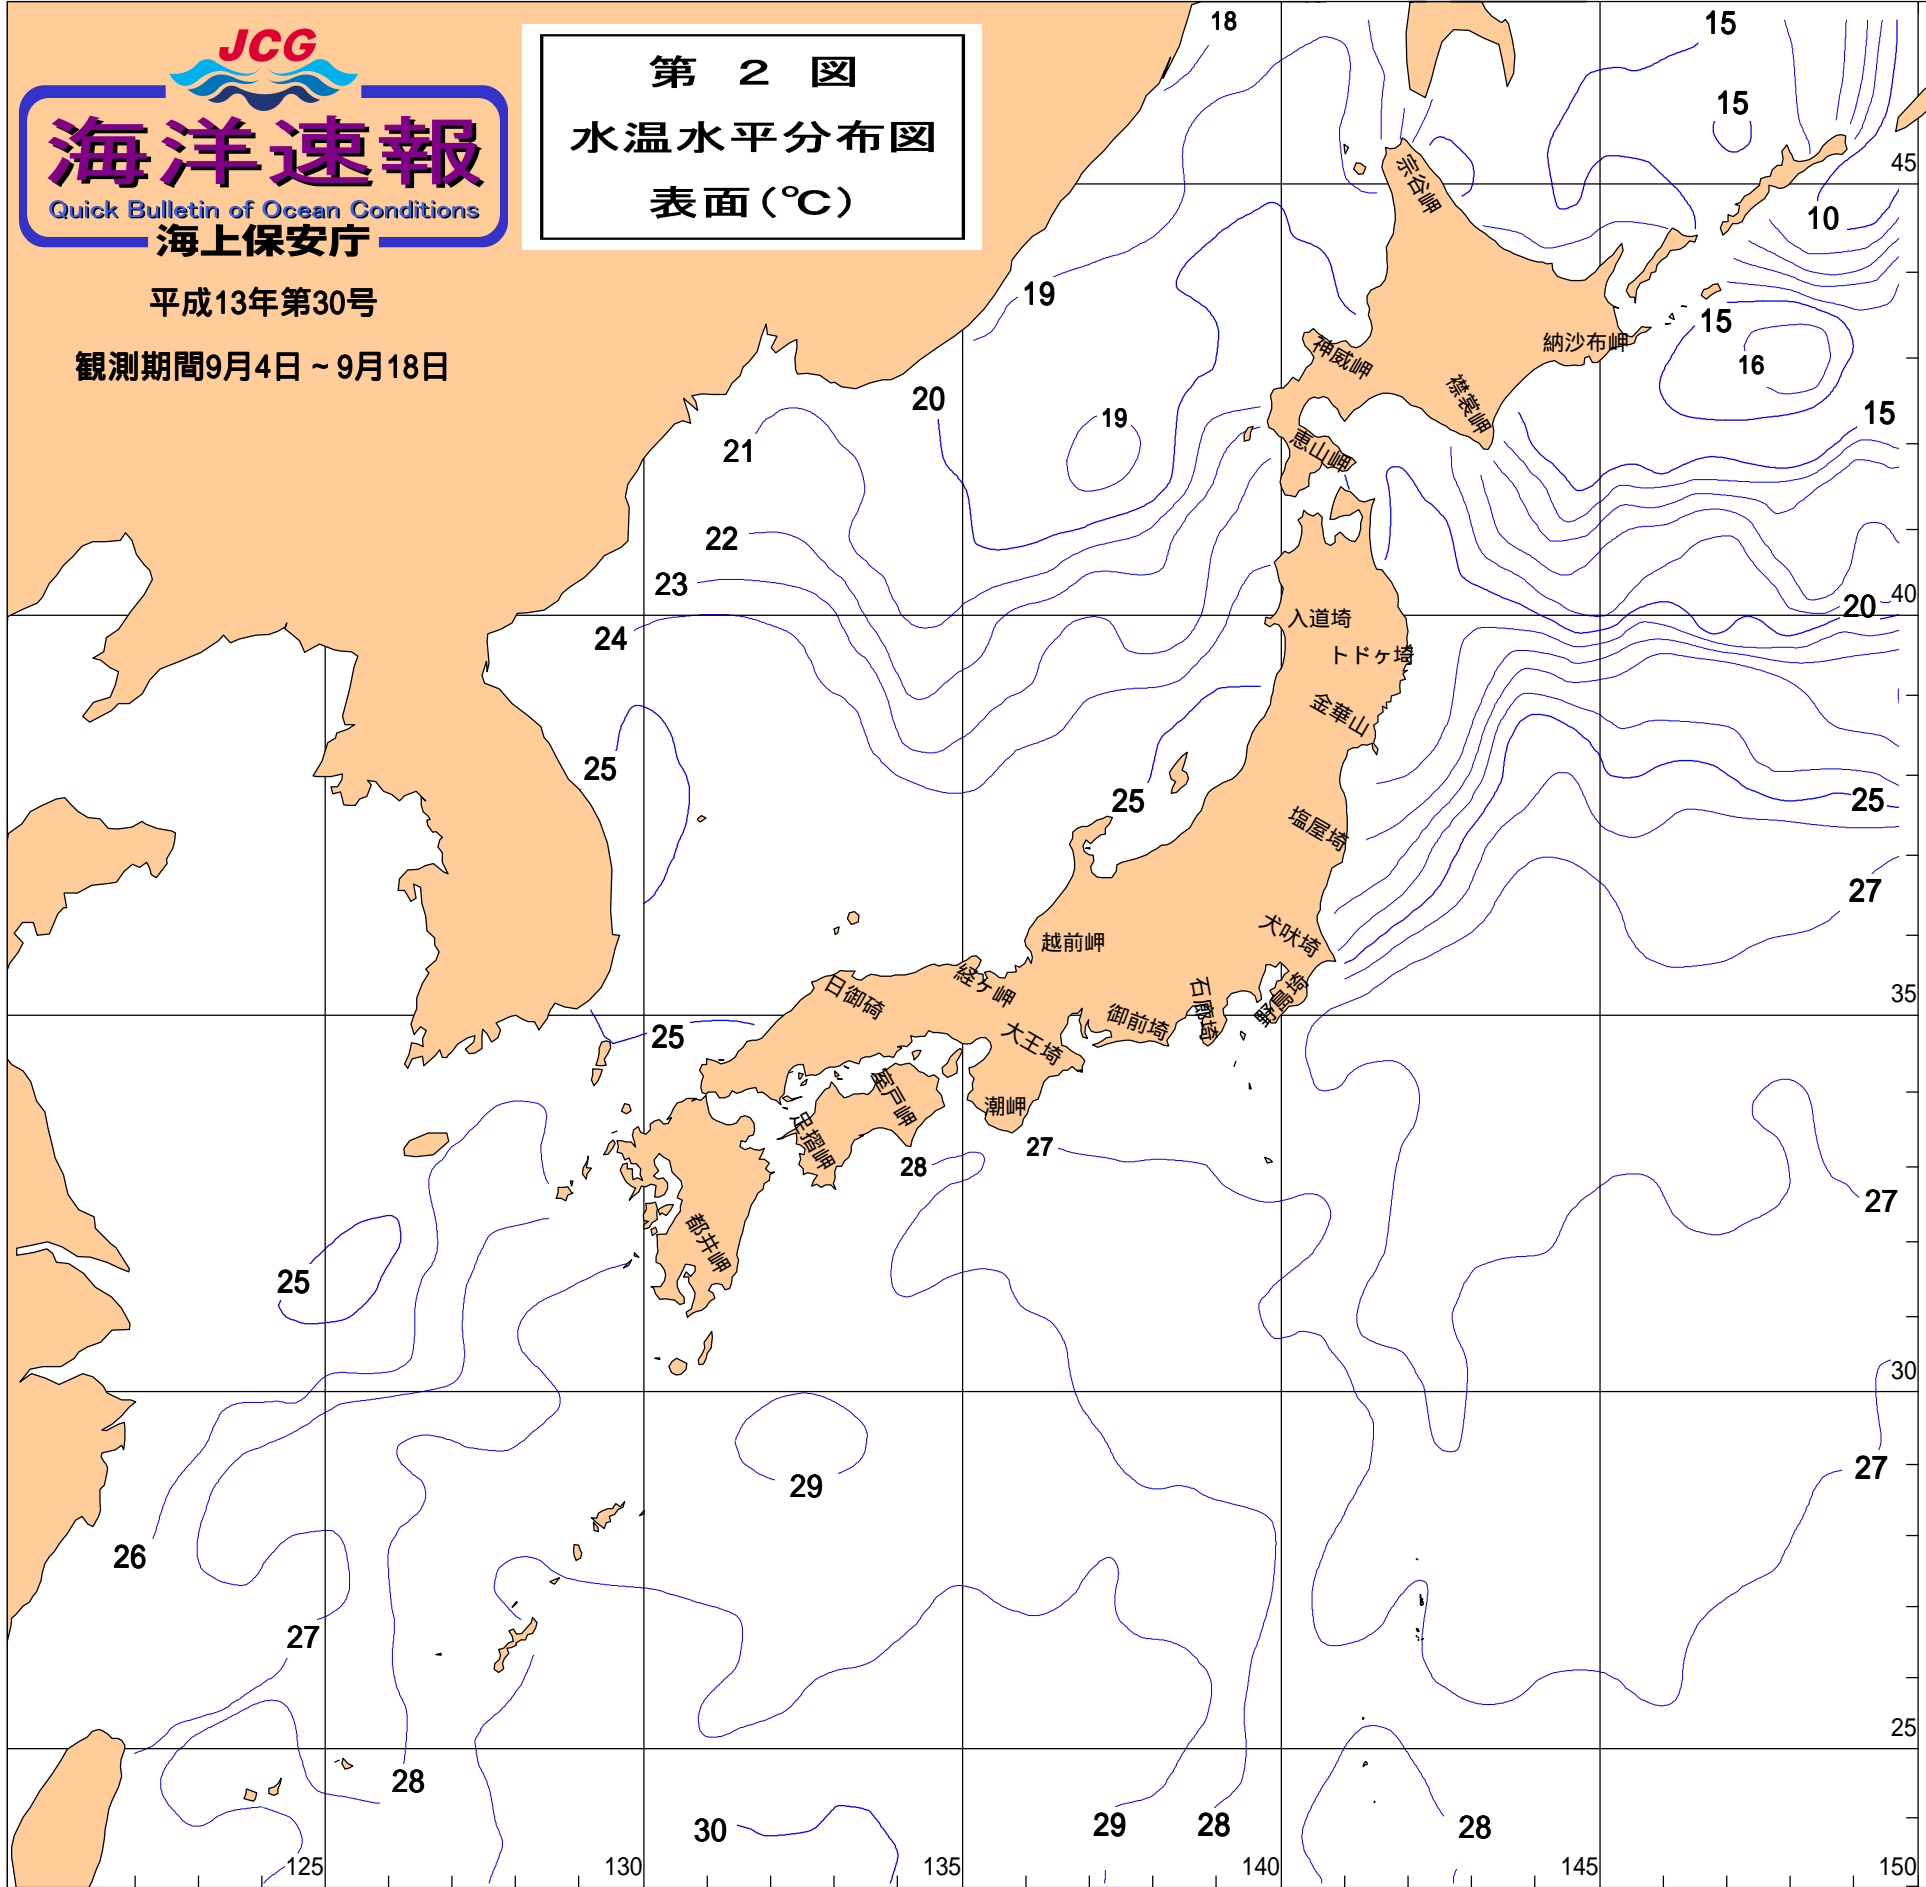 JCG
海洋速報
Quick Bulletin of Ocean Conditions
海上保安庁
平成13年第30号
観測期間9月4日~9月18日
第 2 図
水温水平分布図
表面(℃)
18
15
15
45
10
宗谷岬
19
15
納沙布岬
神威岬
16
襟裳岬
20
19
15
21
恵山岬
22
23
40
20
24
入道埼
トドヶ埼
金華山
25
25
25
塩屋埼
27
犬吠埼
越前岬
経ヶ岬
日御碕
石廊埼
野島埼
35
御前埼
大王埼
25
室戸岬
潮岬
足摺岬
27
28
27
都井岬
25
30
29
27
26
27
25
28
30
29
28
28
125
130
135
140
145
150